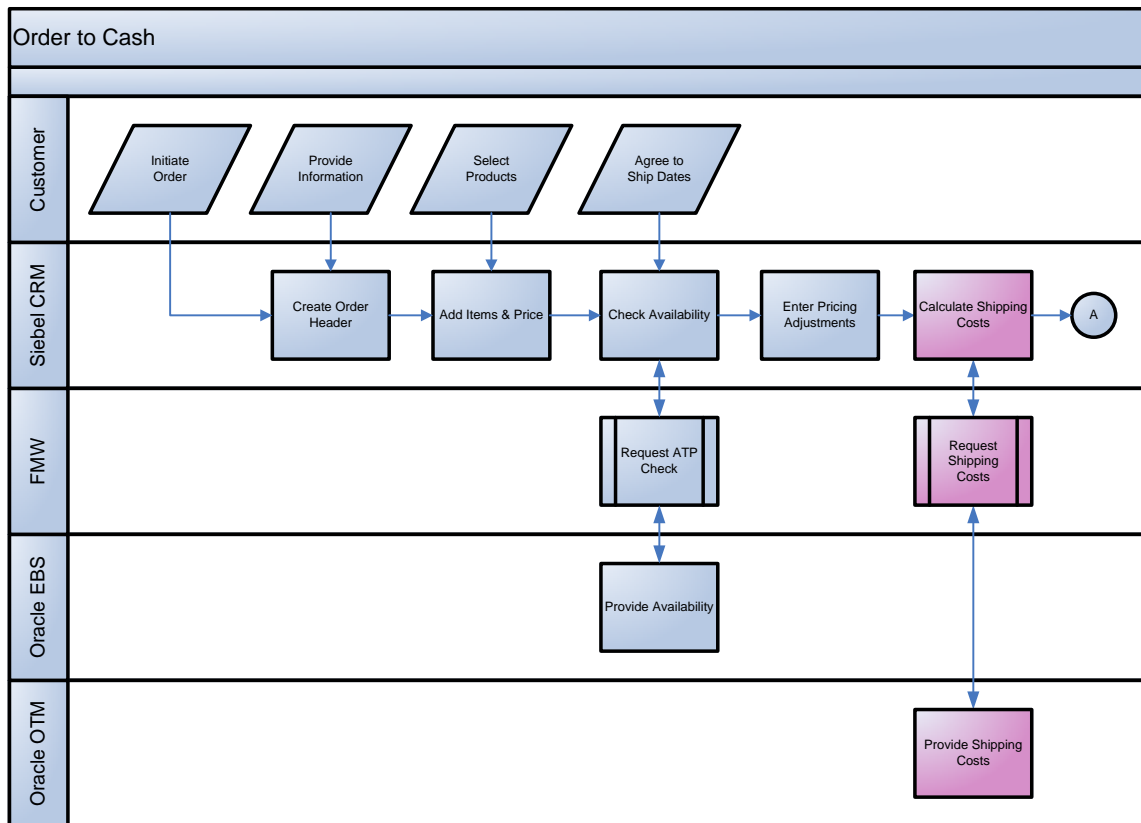 Order to Cash
Customer
Initiate
Order
Provide
Information
Select
Products
Agree to
Ship Dates
Siebel CRM
Create Order
Header
Add Items & Price
Check Availability
Enter Pricing
Adjustments
Calculate Shipping
Costs
A
FMW
Request ATP
Check
Request
Shipping
Costs
Oracle EBS
Provide Availability
Oracle OTM
Provide Shipping
Costs